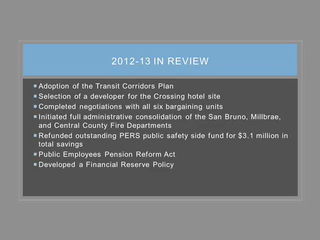 2012-13 IN REVIEW
Adoption of the Transit Corridors Plan
Selection of a developer for the Crossing hotel site
Completed negotiations with all six bargaining units
Initiated full administrative consolidation of the San Bruno, Millbrae,
and Central County Fire Departments
Refunded outstanding PERS public safety side fund for $3.1 million in
total savings
Public Employees Pension Reform Act
Developed a Financial Reserve Policy